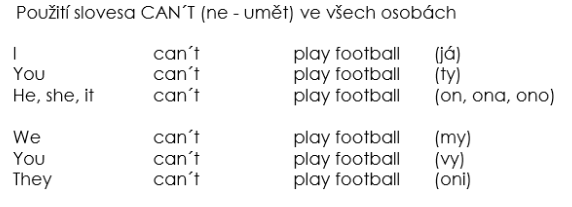 Použití slovesa CAN´T (ne - umět) ve všech osobách
I can´t play football (já)
You can´t play football (ty)
He, she, it can´t play football (on, ona, ono)
We can´t play football (my)
You can´t play football (vy)
They can´t play football (oni)